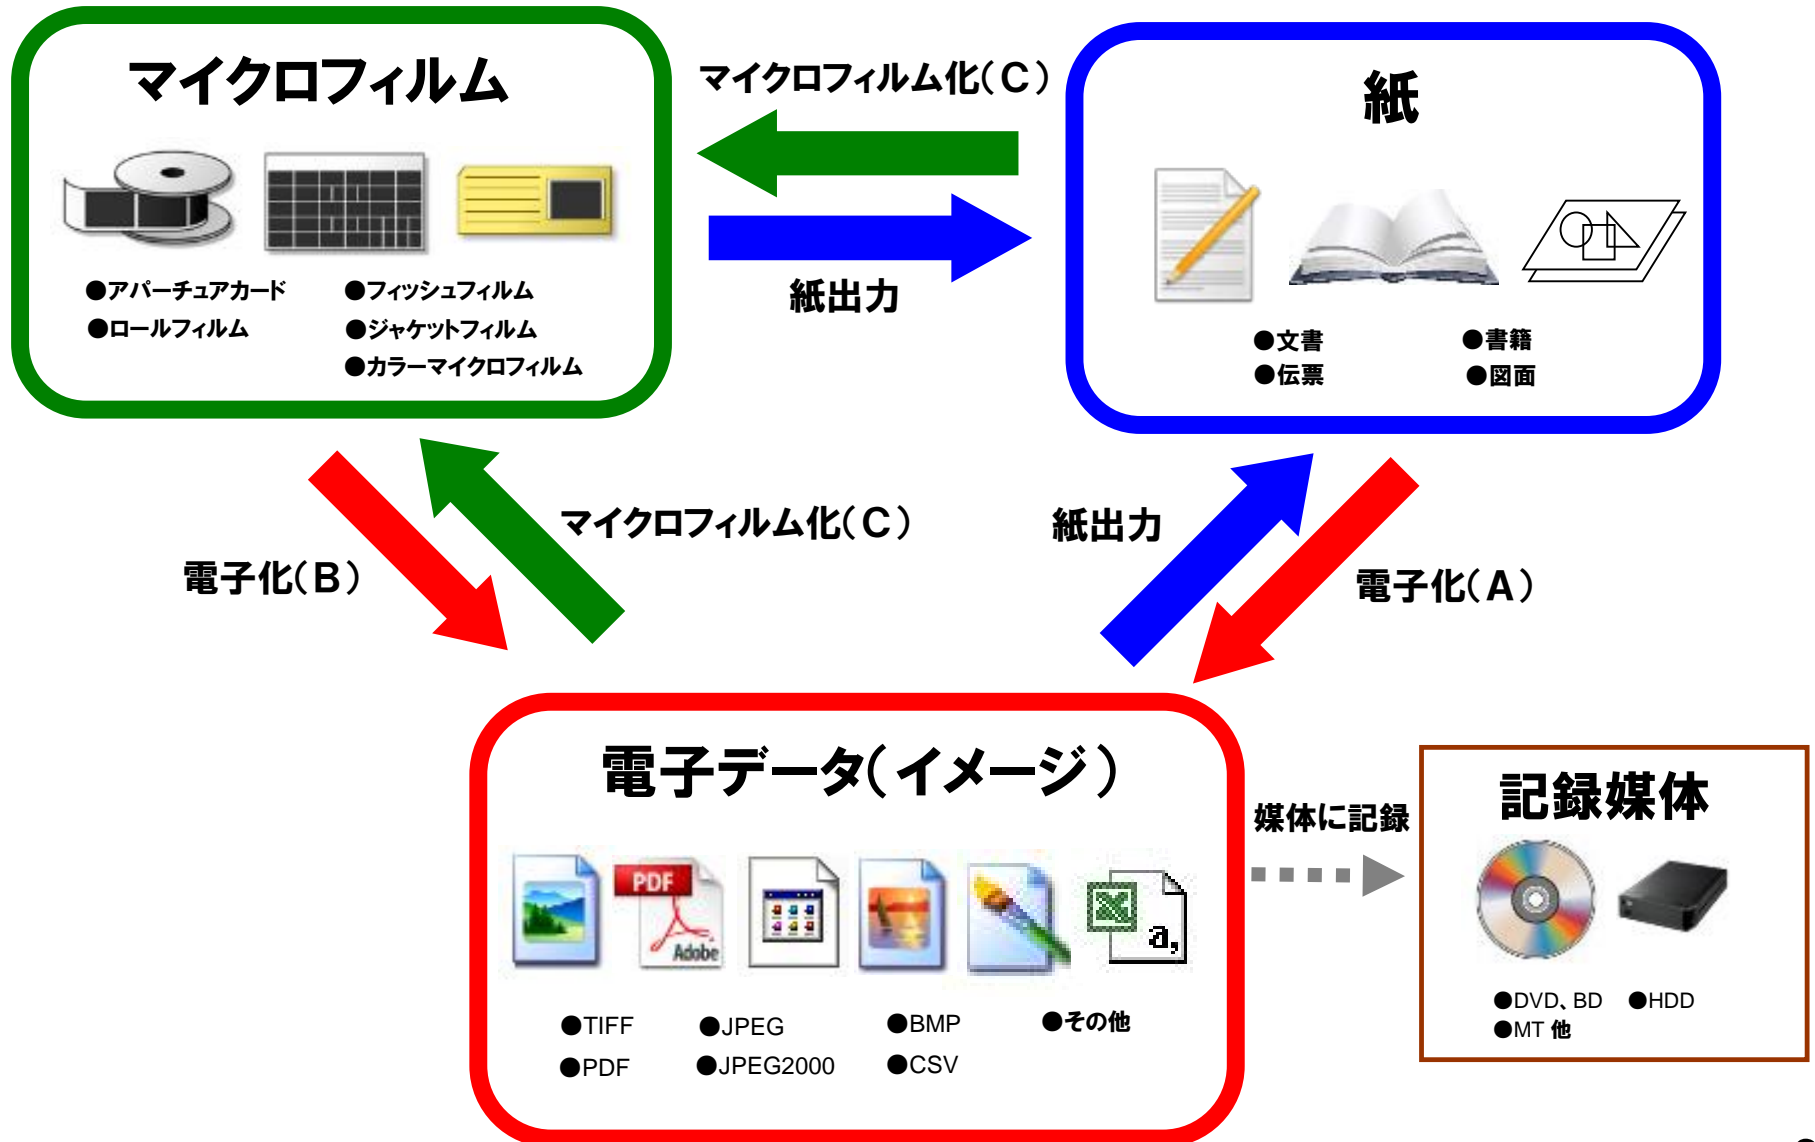 マイクロフィルム
●アパーチュアカード
●ロールフィルム
●フィッシュフィルム
●ジャケットフィルム
●カラーマイクロフィルム
マイクロフィルム化(C)
紙出力
紙
●文書
●伝票
●書籍
●図面
電子化(B)
マイクロフィルム化(C)
紙出力
電子化(A)
電子データ(イメージ)
PDF
Adobe
a,
●TIFF
●JPEG
●BMP
●その他
●PDF
●JPEG2000
●CSV
媒体に記録
記録媒体
●DVD、BD
●HDD
●MT 他